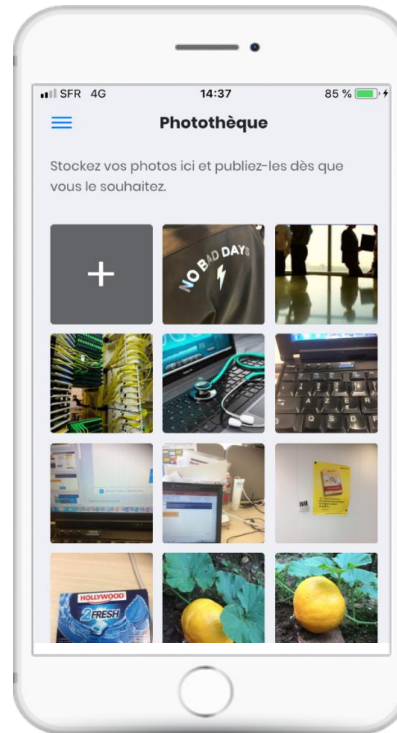 SFR 4G 14:37 85 %
Photothèque
Stockez vos photos ici et publiez-les dès que
vous le souhaitez.
+
NO BAD DAYS
HOLLYWOOD
2FRESH